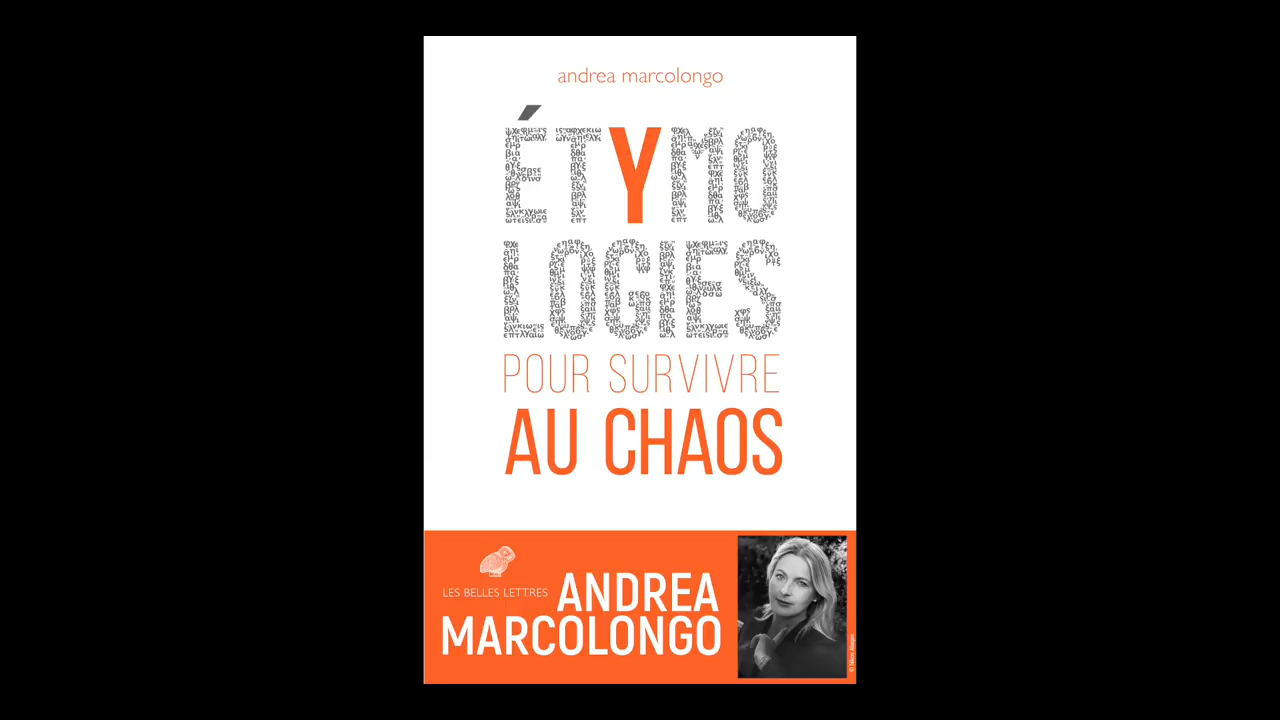 andrea marcolongo
ÉTYMO
LOGIES
POUR SURVIVRE
AU CHAOS
LES BELLES LETTRES
ANDREA
MARCOLONGO